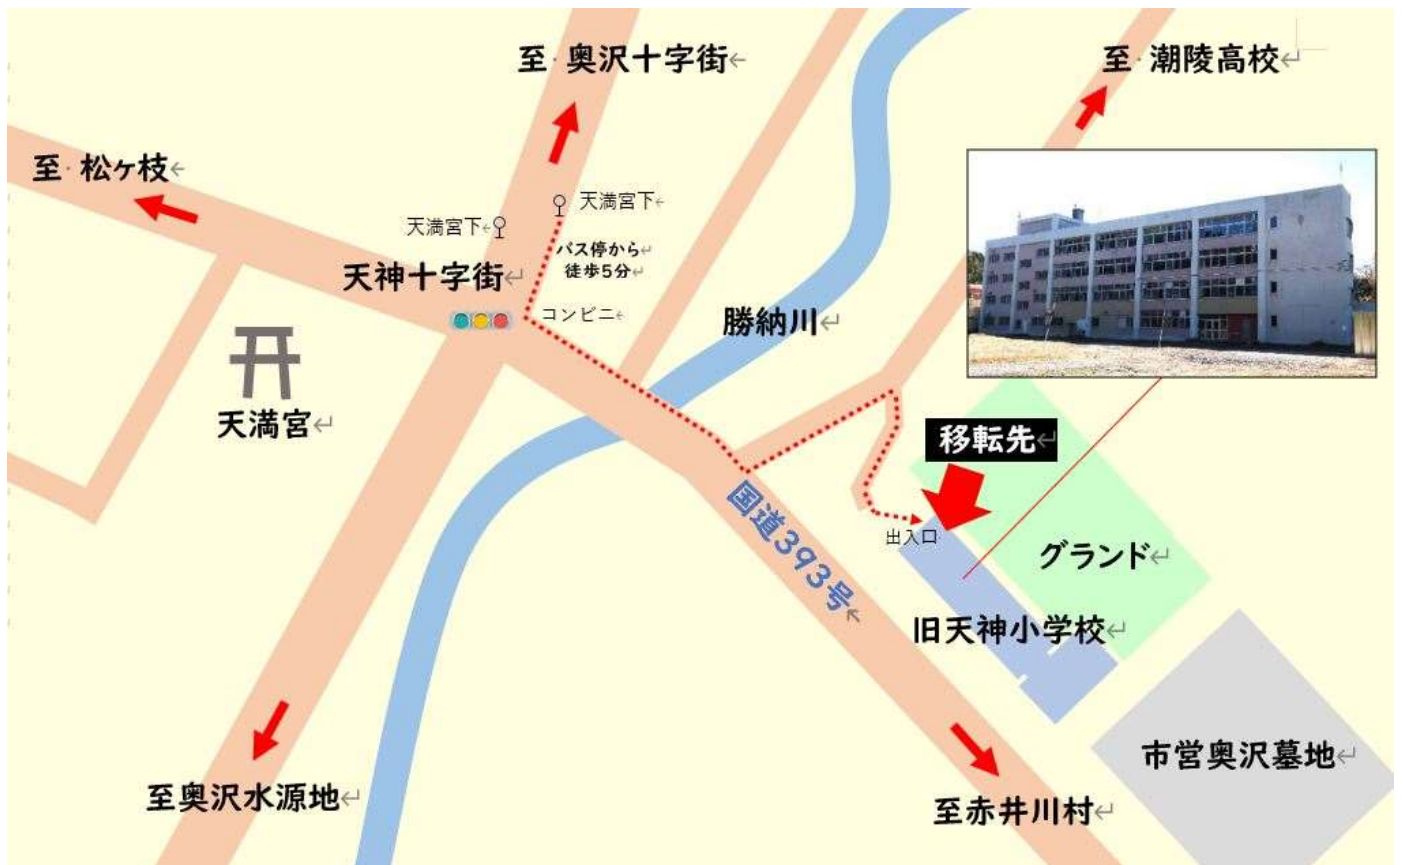 至 奥沢十字街
至 潮陵高校
至 松ヶ枝
天満宮下
天満宮下
バス停から
徒歩5分
天神十字街
コンビニ
勝納川
天満宮
移転先
国道393号
出入口
グランド
旧天神小学校
市営奥沢墓地
至奥沢水源地
至赤井川村